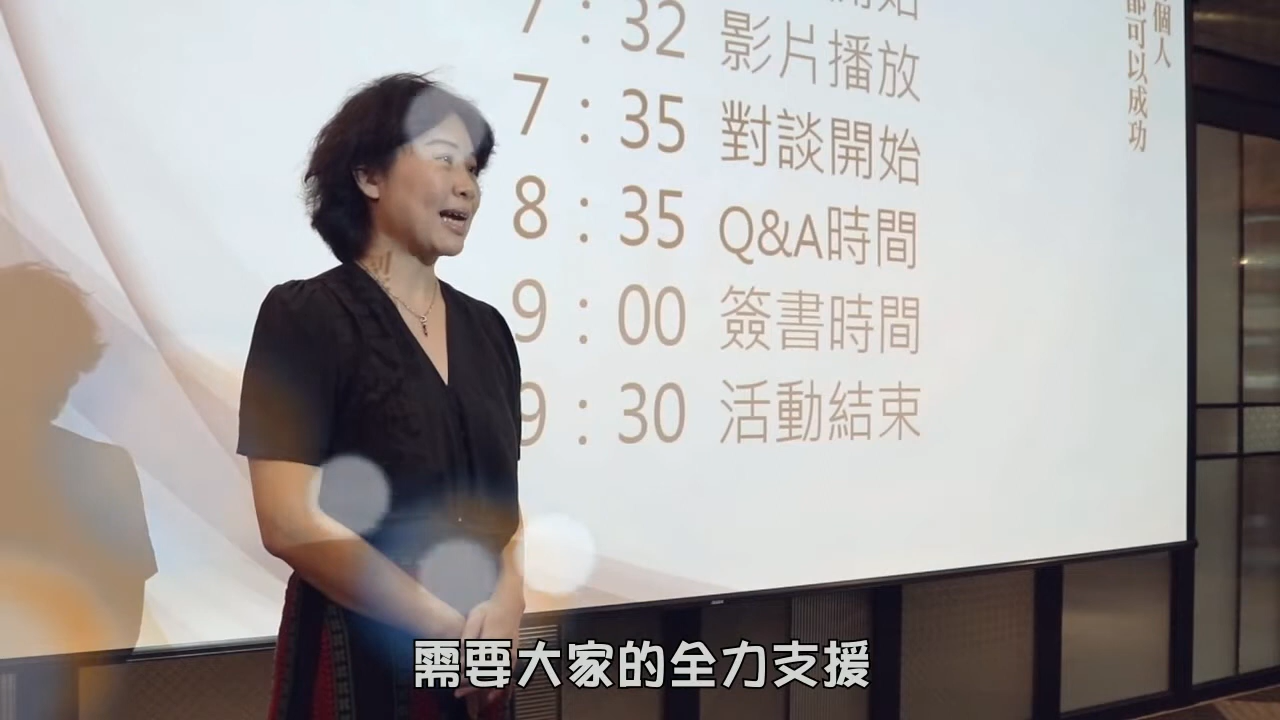 個人
都可以成功
開始
7：32 影片播放
7：35 對談開始
8：35 Q&A時間
9：00 簽書時間
9：30 活動結束
需要大家的全力支援